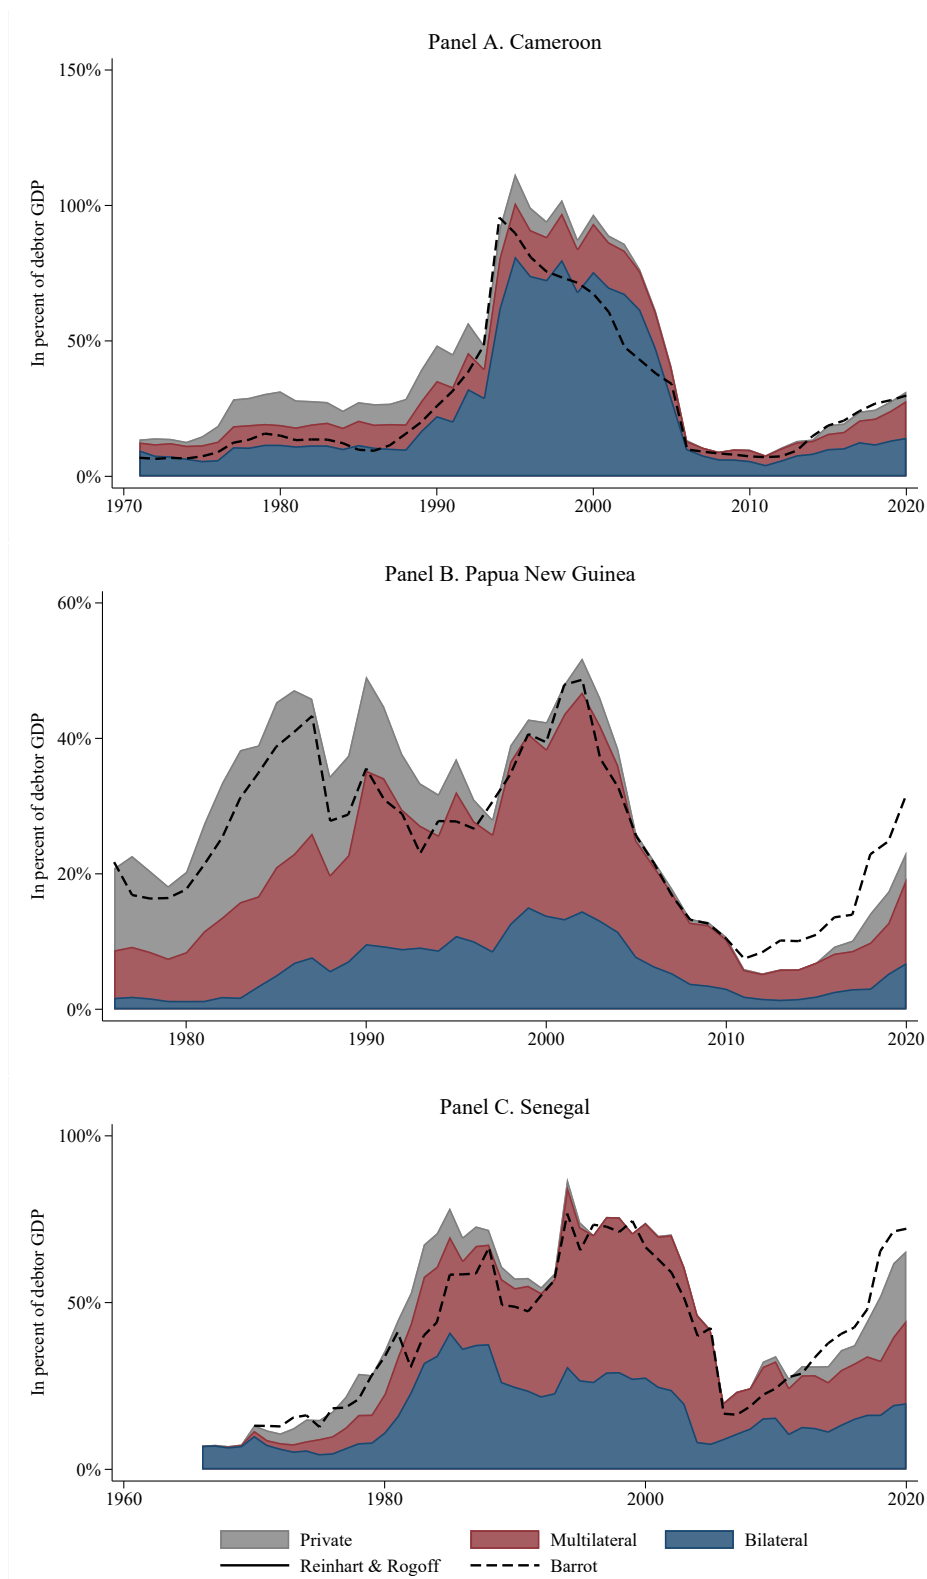 Panel A. Cameroon
150%
100%
50%
0%
In percent of debtor GDP
1970 1980 1990 2000 2010 2020
Panel B. Papua New Guinea
60%
40%
20%
0%
In percent of debtor GDP
1980 1990 2000 2010 2020
Panel C. Senegal
100%
50%
0%
In percent of debtor GDP
1960 1980 2000 2020
Private Multilateral Bilateral
Reinhart & Rogoff Barrot